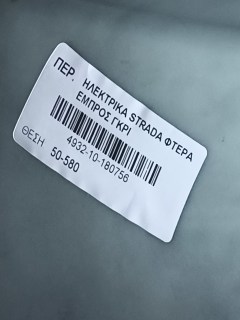 ΠΕΡ. ΗΛΕΚΤΡΙΚΑ STRADA ΦΤΕΡΑ
ΕΜΠΡΟΣ ΓΚΡΙ
4932-10-180756
ΘΕΣΗ 50-580